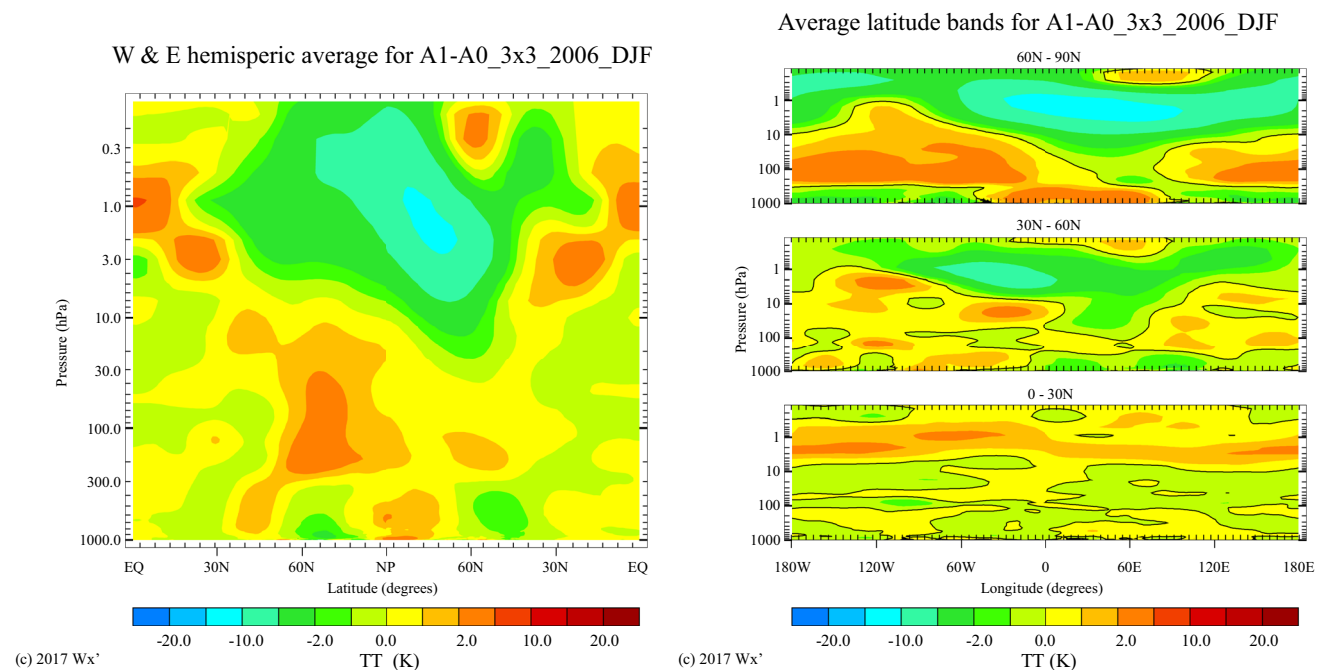 W & E hemisperic average for A1-A0_3x3_2006_DJF
0.3
1.0
3.0
10.0
30.0
100.0
300.0
1000.0
Pressure (hPa)
EQ 30N 60N NP 60N 30N EQ
Latitude (degrees)
-20.0 -10.0 -2.0 0.0 2.0 10.0 20.0
TT (K)
(c) 2017 Wx’
Average latitude bands for A1-A0_3x3_2006_DJF
60N - 90N
1
10
100
1000
30N - 60N
1
10
100
1000
Pressure (hPa)
0 - 30N
1
10
100
1000
180W 120W 60W 0 60E 120E 180E
Longitude (degrees)
-20.0 -10.0 -2.0 0.0 2.0 10.0 20.0
TT (K)
(c) 2017 Wx’